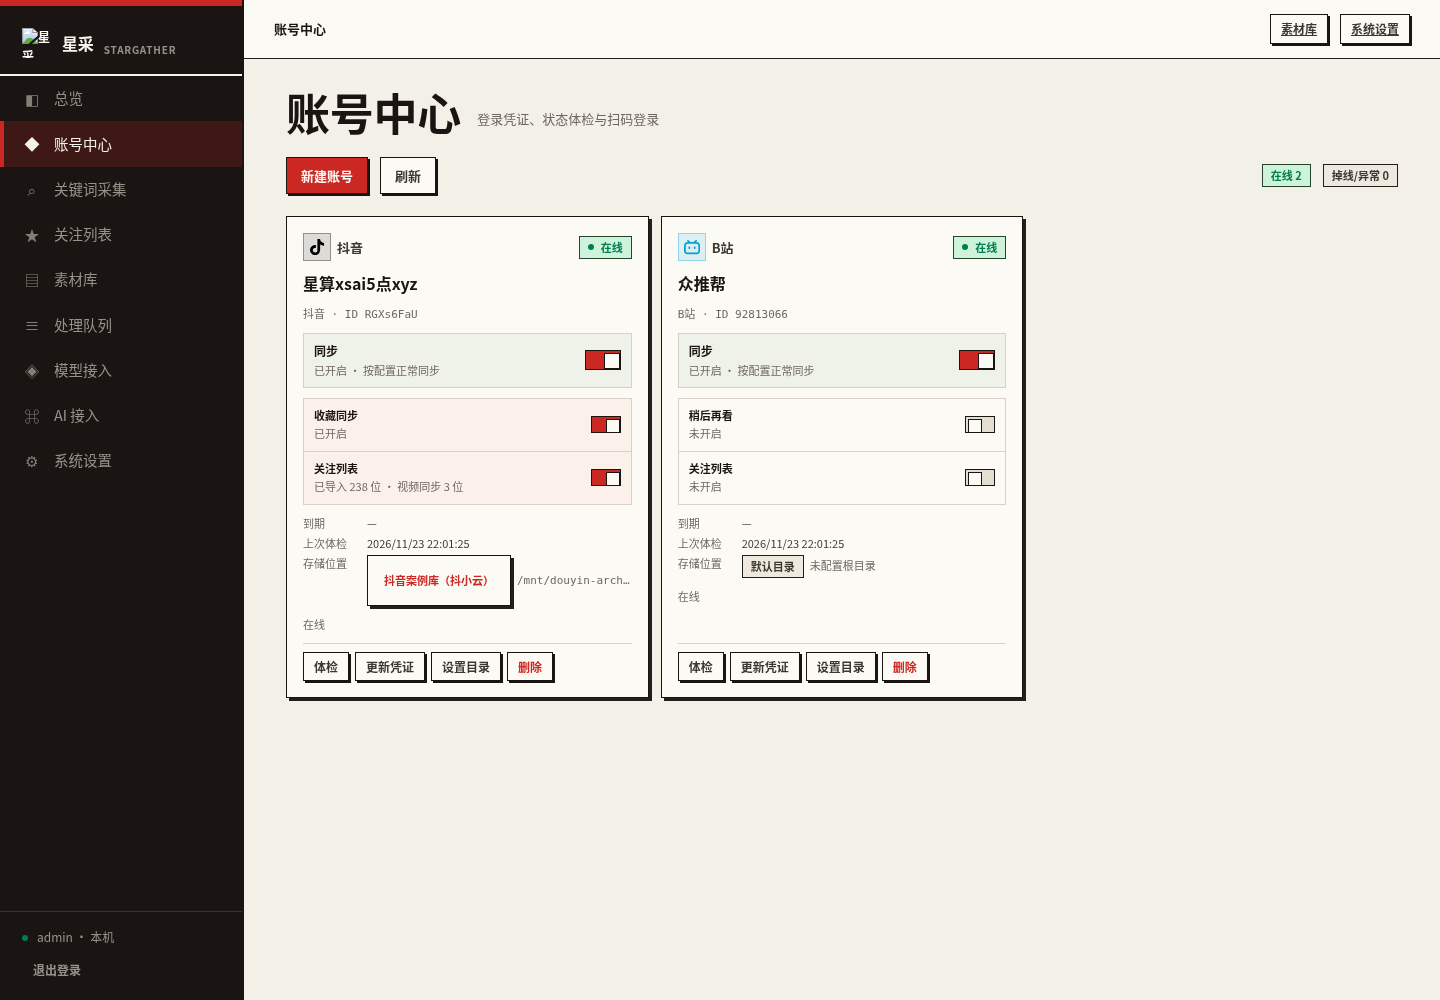 星采
星采 STARGATHER
总览
账号中心
关键词采集
关注列表
素材库
处理队列
模型接入
AI 接入
系统设置
admin · 本机
退出登录
账号中心
素材库
系统设置
账号中心 登录凭证、状态体检与扫码登录
新建账号
刷新
在线 2
掉线/异常 0
抖音
在线
星算xsai5点xyz
抖音 · ID RGXs6FaU
同步
已开启 · 按配置正常同步
收藏同步
已开启
关注列表
已导入 238 位 · 视频同步 3 位
到期 —
上次体检 2026/11/23 22:01:25
存储位置 抖音案例库（抖小云） /mnt/douyin-arch…
在线
体检
更新凭证
设置目录
删除
B站
在线
众推帮
B站 · ID 92813066
同步
已开启 · 按配置正常同步
稍后再看
未开启
关注列表
未开启
到期 —
上次体检 2026/11/23 22:01:25
存储位置 默认目录 未配置根目录
在线
体检
更新凭证
设置目录
删除